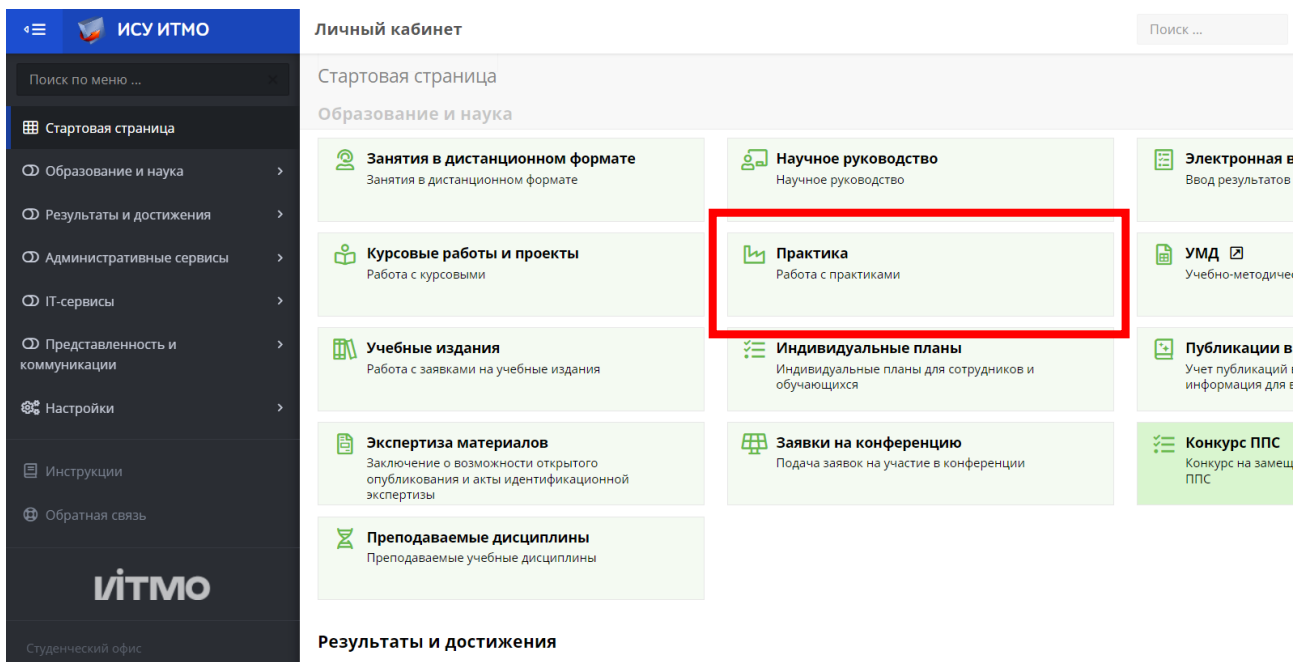 ИСУ ИТМО
Личный кабинет
Поиск ...
Поиск по меню ...
Стартовая страница
Образование и наука
Результаты и достижения
Административные сервисы
IT-сервисы
Представленность и
коммуникации
Настройки
Инструкции
Обратная связь
ИТМО
Студенческий офис
Стартовая страница
Образование и наука
Занятия в дистанционном формате
Занятия в дистанционном формате
Научное руководство
Научное руководство
Электронная в
Ввод результатов
Курсовые работы и проекты
Работа с курсовыми
Практика
Работа с практиками
УМД
Учебно-методиче
Учебные издания
Работа с заявками на учебные издания
Индивидуальные планы
Индивидуальные планы для сотрудников и
обучающихся
Публикации в
Учет публикаций
информация для
Экспертиза материалов
Заключение о возможности открытого
опубликования и акты идентификационной
экспертизы
Заявки на конференцию
Подача заявок на участие в конференции
Конкурс ППС
Конкурс на замещ
ППС
Преподаваемые дисциплины
Преподаваемые учебные дисциплины
Результаты и достижения